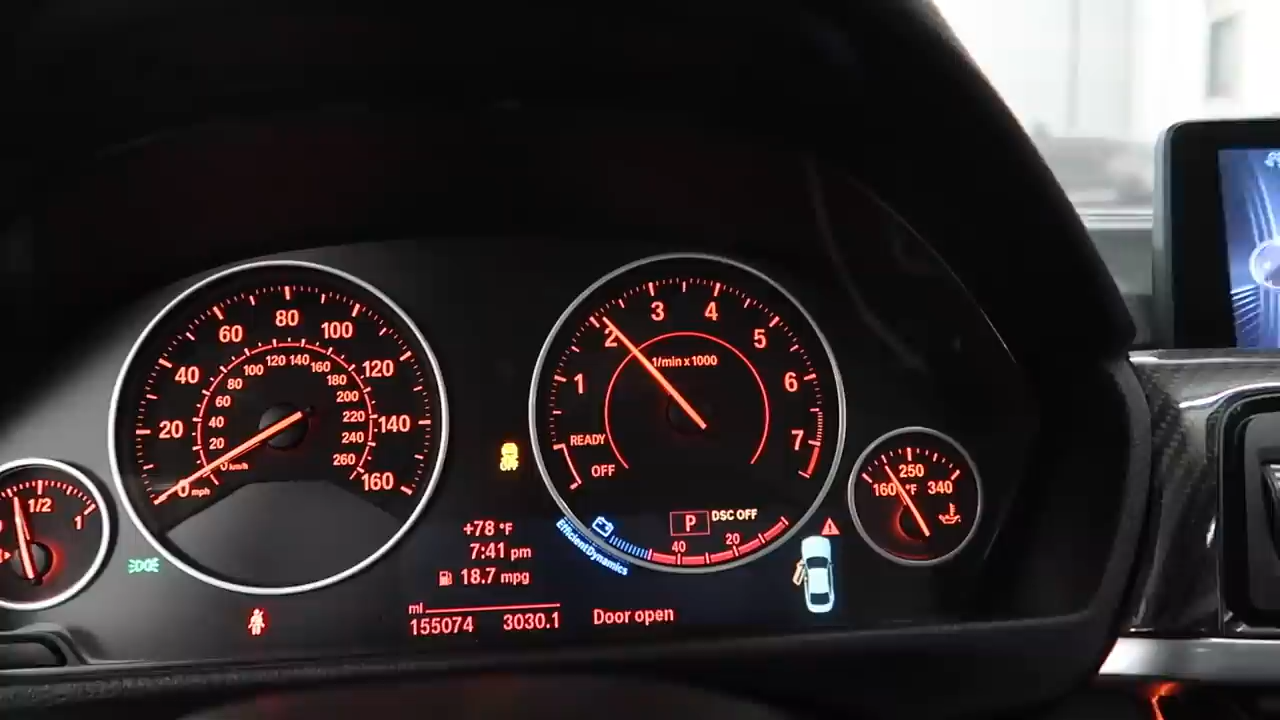 1/2
1
0
20
40
60
80
100
120
140
160
mph
0
20
40
60
80
100
120
140
160
180
200
220
240
260
km/h
OFF
1
2
3
4
5
6
7
1/min x 1000
READY
OFF
P
DSC OFF
40
20
EfficientDynamics
160
250
340
°F
+78 °F
7:41 pm
18.7 mpg
mi
155074 3030.1
Door open